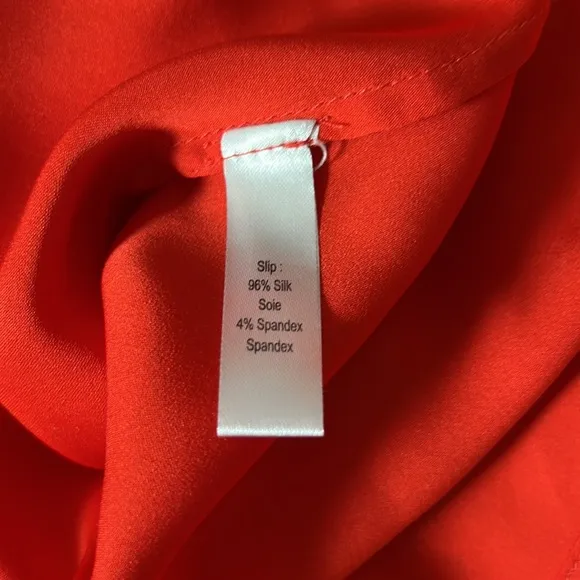 Slip :
96% Silk
Soie
4% Spandex
Spandex